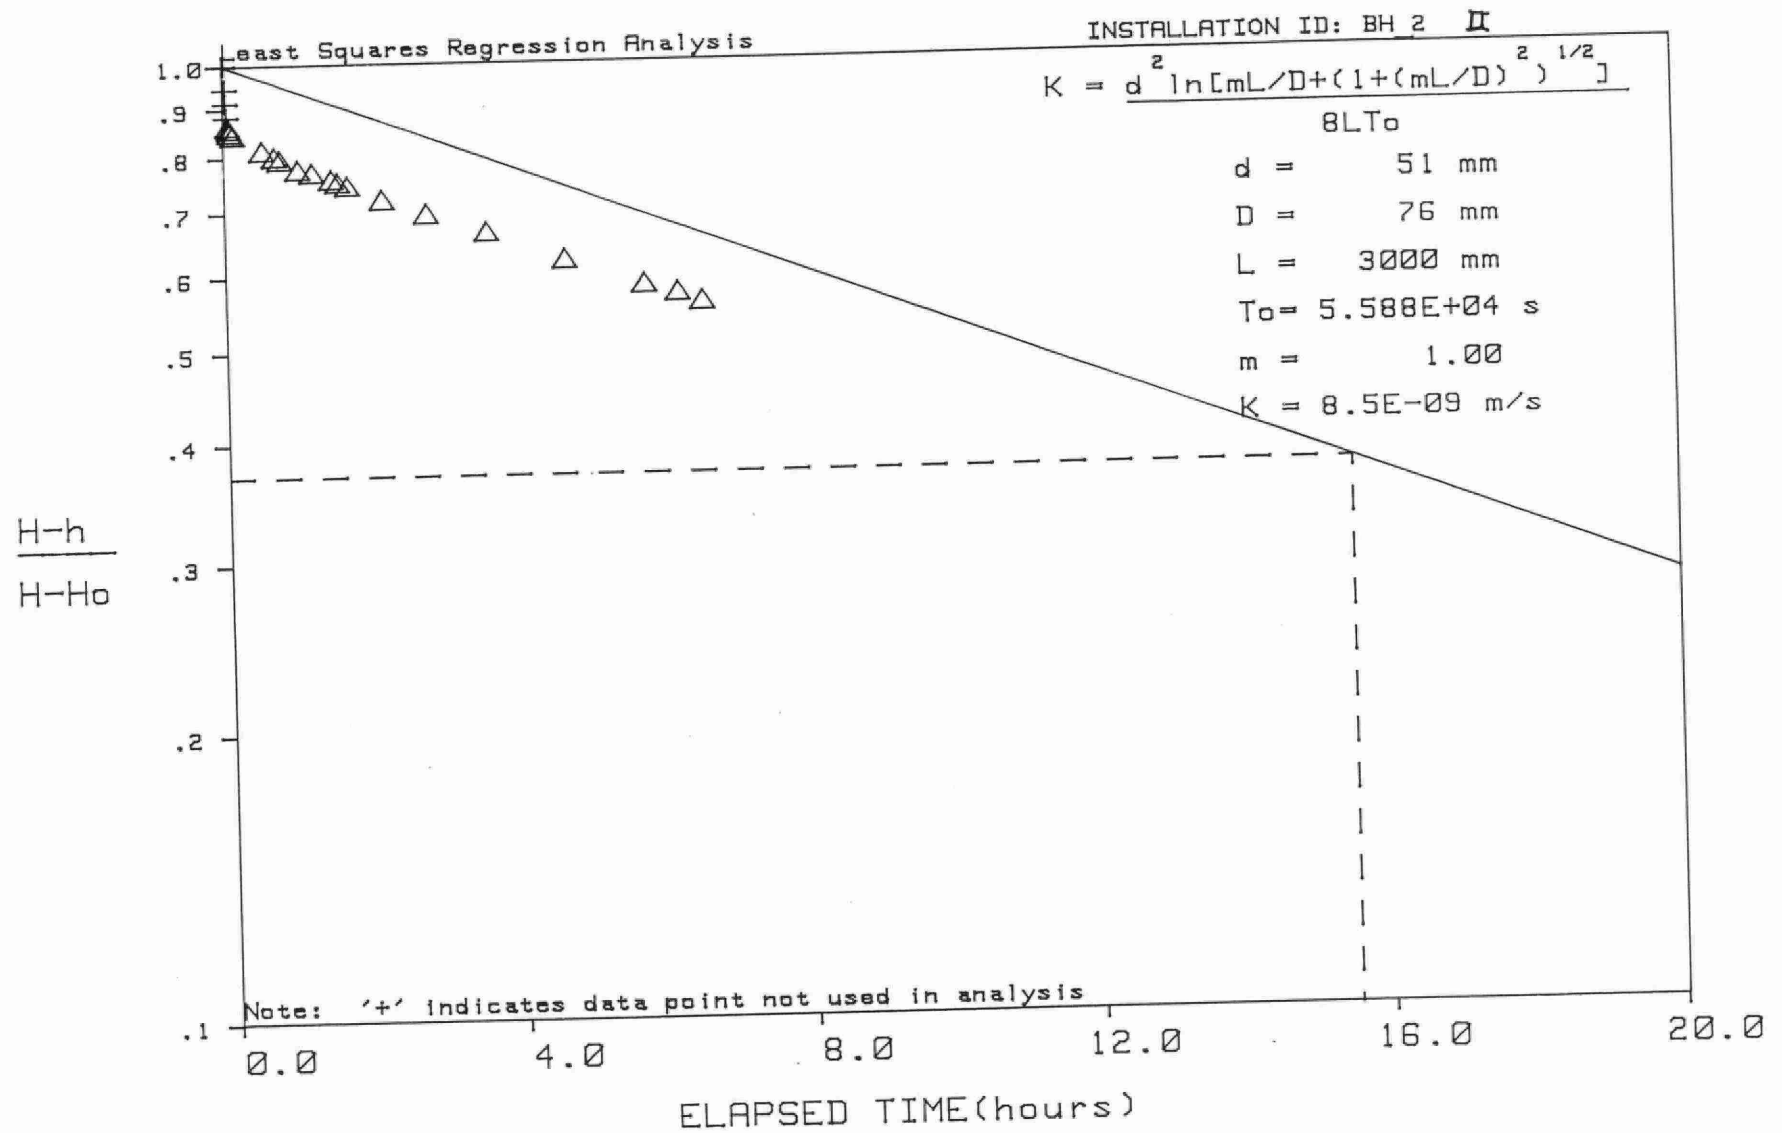 INSTALLATION ID: BH_2 II
Least Squares Regression Analysis
K = d² ln[mL/D+(1+(mL/D)²)^1/2]
8LTo
d = 51 mm
D = 76 mm
L = 3000 mm
To= 5.588E+04 s
m = 1.00
K = 8.5E-09 m/s
1.0
.9
.8
.7
.6
.5
.4
.3
.2
.1
H-h
H-Ho
Note: '+' indicates data point not used in analysis
0.0 4.0 8.0 12.0 16.0 20.0
ELAPSED TIME(hours)